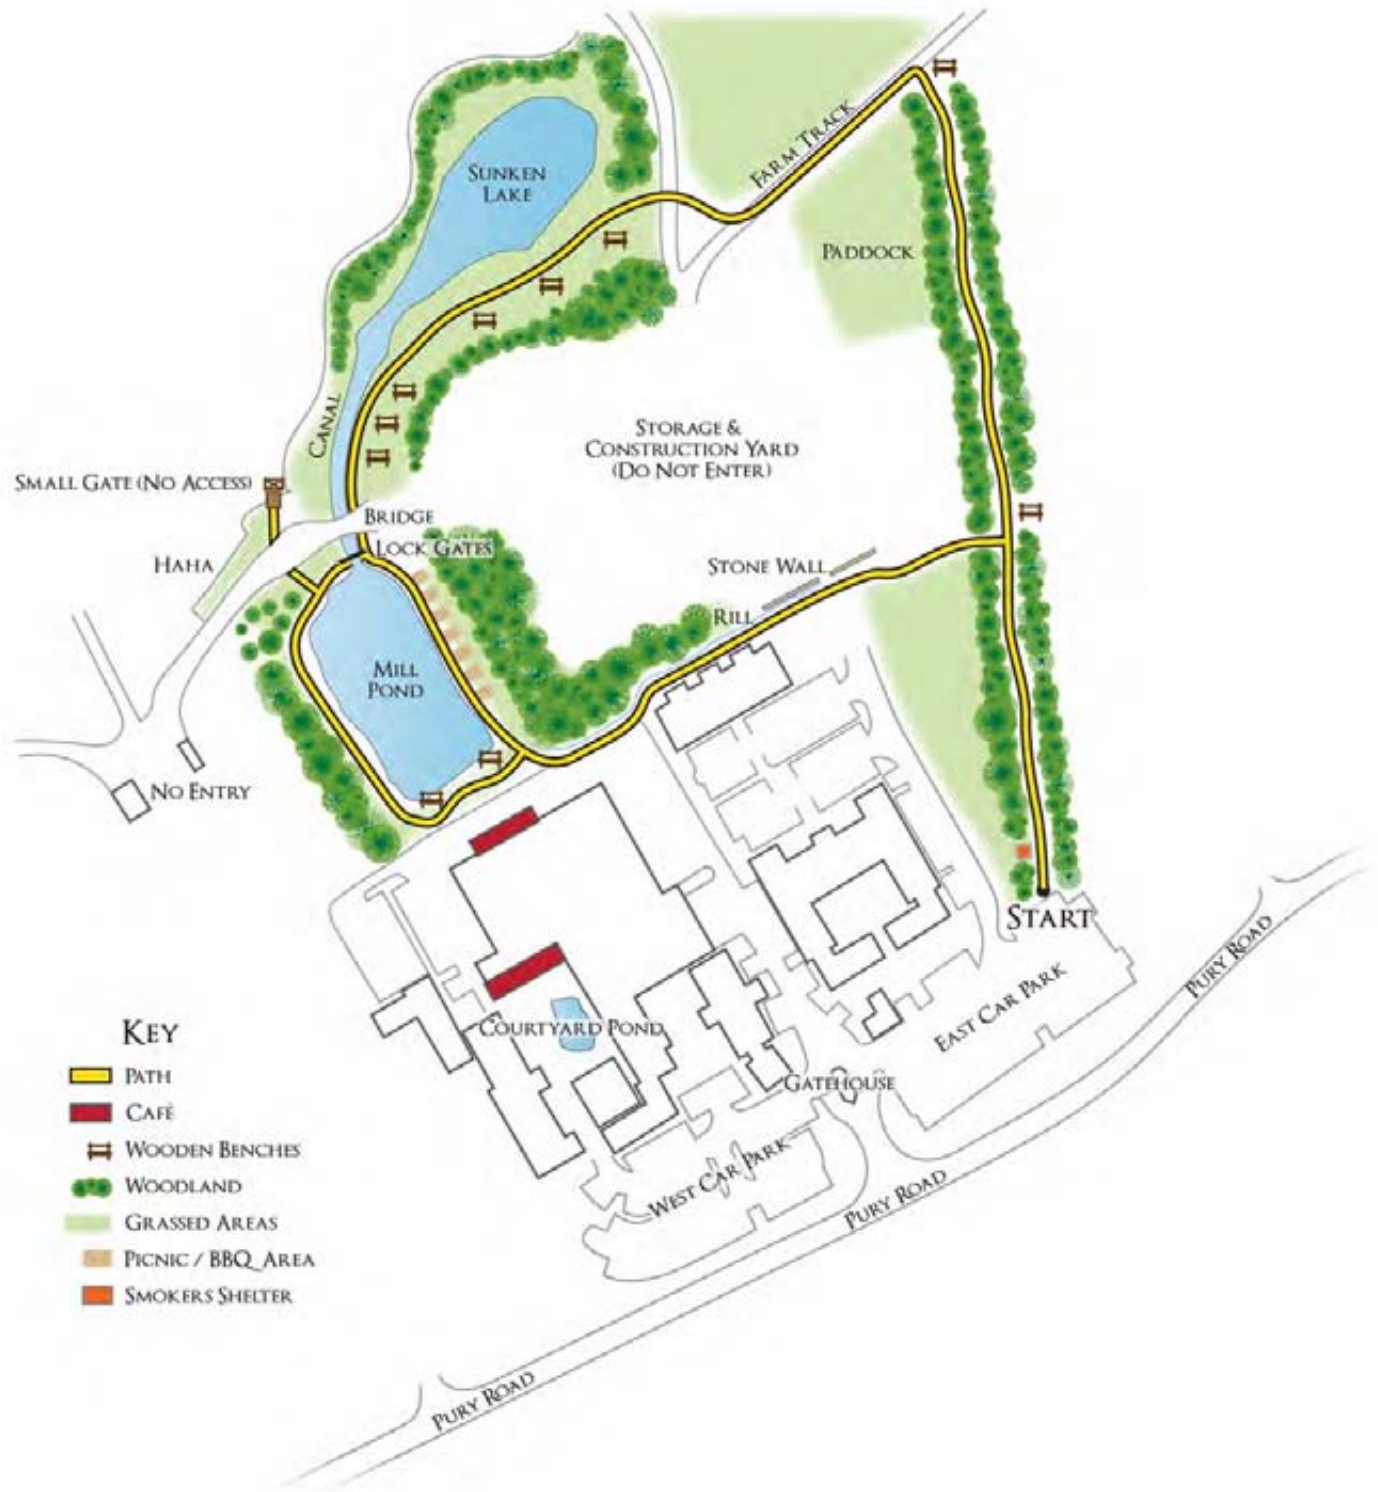 Sunken
Lake
Farm Track
Paddock
Canal
Storage &
Construction Yard
(Do Not Enter)
Small Gate (No Access)
Bridge
Lock Gates
Haha
Stone Wall
Rill
Mill
Pond
No Entry
Start
Pury Road
East Car Park
Courtyard Pond
Gatehouse
West Car Park
Pury Road
Pury Road
Key
Path
Café
Wooden Benches
Woodland
Grassed Areas
Picnic / BBQ Area
Smokers Shelter